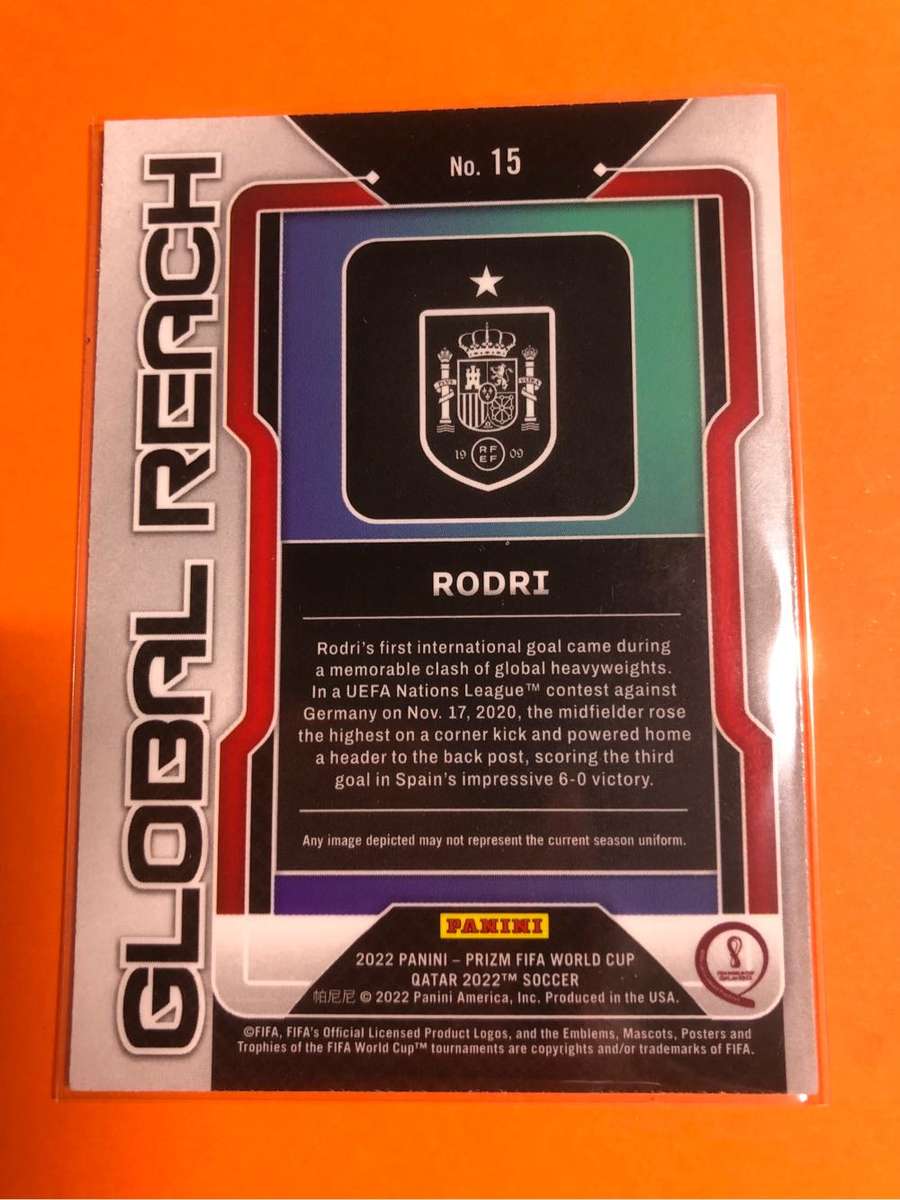 No. 15
GLOBAL REACH
PLUS
ULTRA
19 RF 09
EF
RODRI
Rodri's first international goal came during
a memorable clash of global heavyweights.
In a UEFA Nations League™ contest against
Germany on Nov. 17, 2020, the midfielder rose
the highest on a corner kick and powered home
a header to the back post, scoring the third
goal in Spain's impressive 6-0 victory.
Any image depicted may not represent the current season uniform.
PANINI
2022 PANINI – PRIZM FIFA WORLD CUP
QATAR 2022™ SOCCER
帕尼尼 © 2022 Panini America, Inc. Produced in the USA.
©FIFA, FIFA's Official Licensed Product Logos, and the Emblems, Mascots, Posters and
Trophies of the FIFA World Cup™ tournaments are copyrights and/or trademarks of FIFA.